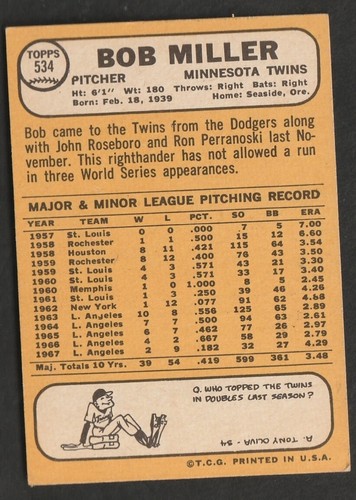 TOPPS
534
BOB MILLER
PITCHER MINNESOTA TWINS
Ht: 6'1" Wt: 180 Throws: Right Bats: Right
Born: Feb. 18, 1939 Home: Seaside, Ore.
Bob came to the Twins from the Dodgers along
with John Roseboro and Ron Perranoski last No-
vember. This righthander has not allowed a run
in three World Series appearances.
MAJOR & MINOR LEAGUE PITCHING RECORD
YEAR TEAM W L PCT. SO BB ERA
1957 St. Louis 0 0 .000 7 5 7.00
1958 Rochester 1 1 .500 15 12 6.60
1958 Houston 8 11 .421 115 64 3.54
1959 Rochester 8 12 .400 76 43 3.50
1959 St. Louis 4 3 .571 43 21 3.30
1960 St. Louis 4 3 .571 33 17 3.40
1960 Memphis 1 0 1.000 8 5 2.45
1961 St. Louis 1 3 .250 39 46 4.26
1962 New York 1 12 .077 91 62 4.88
1963 L. Angeles 10 8 .556 125 65 2.89
1964 L. Angeles 7 7 .500 94 63 2.61
1965 L. Angeles 6 7 .462 77 26 2.97
1966 L. Angeles 4 2 .667 58 29 2.79
1967 L. Angeles 2 9 .182 32 27 4.29
Maj. Totals 10 Yrs. 39 54 .419 599 361 3.48
Q. WHO TOPPED THE TWINS
IN DOUBLES LAST SEASON?
A. TONY OLIVA - 34
©T.C.G. PRINTED IN U.S.A.